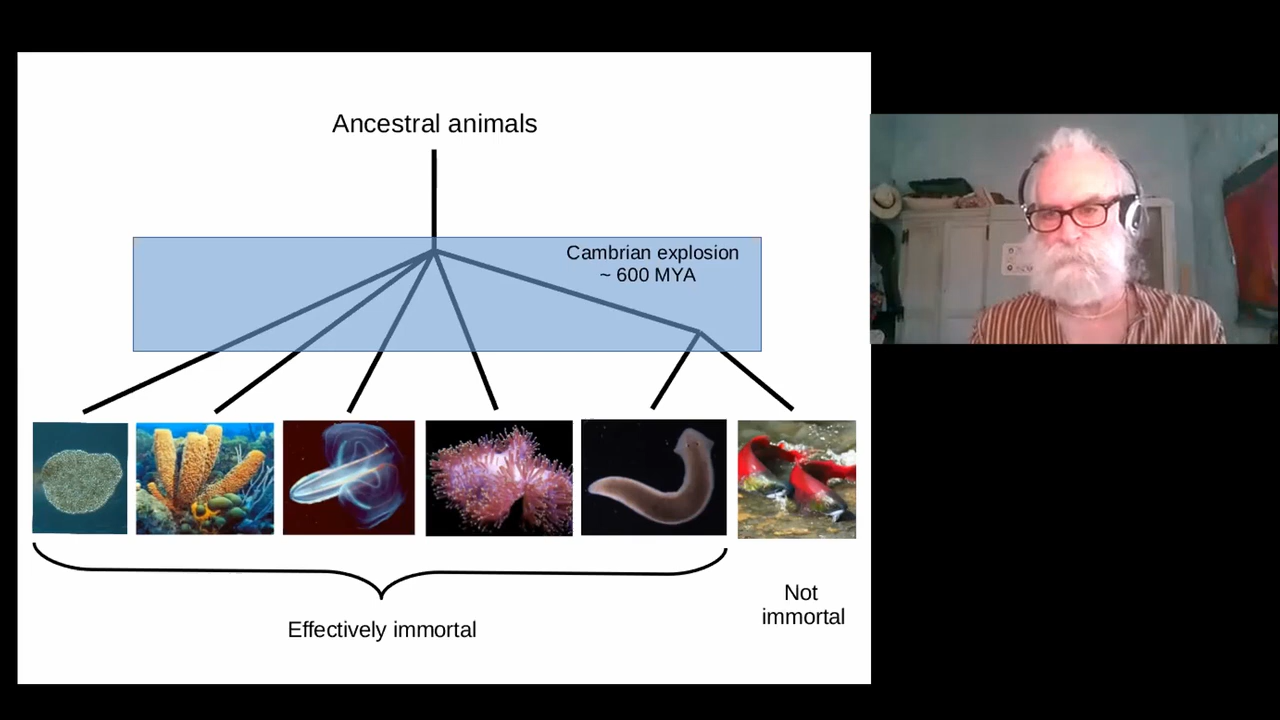 Ancestral animals
Cambrian explosion
~ 600 MYA
Effectively immortal
Not
immortal